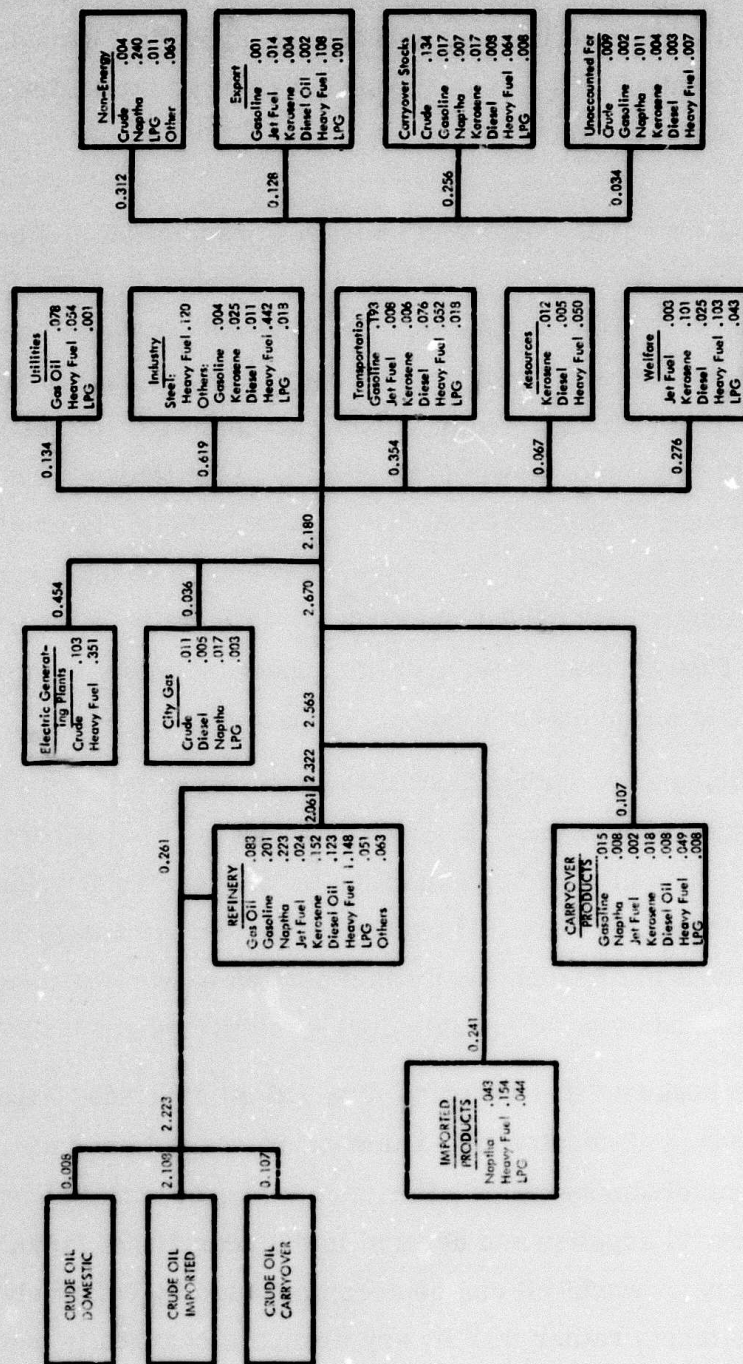 CRUDE OIL
DOMESTIC
0.008
CRUDE OIL
IMPORTED
2.108
CRUDE OIL
CARRYOVER
0.107
2.223
0.261
REFINERY
Gas Oil .083
Gasoline .201
Naptha .223
Jet Fuel .024
Kerosene .152
Diesel Oil .123
Heavy Fuel 1.148
LPG .051
Others .063
2.061
2.322
IMPORTED
PRODUCTS
Naptha .043
Heavy Fuel .154
LPG .044
0.241
2.563
CARRYOVER
PRODUCTS
Gasoline .015
Naptha .008
Jet Fuel .002
Kerosene .018
Diesel Oil .008
Heavy Fuel .049
LPG .008
0.107
2.670
Electric Generat-
ing Plants
Crude .103
Heavy Fuel .351
0.454
City Gas
Crude .011
Diesel .005
Naptha .017
LPG .003
0.036
2.180
Utilities
Gas Oil .078
Heavy Fuel .054
LPG .001
0.134
Industry
Steel:
Heavy Fuel .120
Others:
Gasoline .004
Kerosene .025
Diesel .011
Heavy Fuel .442
LPG .018
0.619
Transportation
Gasoline .193
Jet Fuel .008
Kerosene .006
Diesel .076
Heavy Fuel .052
LPG .018
0.354
Resources
Kerosene .012
Diesel .005
Heavy Fuel .050
0.067
Welfare
Jet Fuel .003
Kerosene .101
Diesel .025
Heavy Fuel .103
LPG .043
0.276
Non-Energy
Crude .004
Naptha .240
LPG .011
Other .063
0.312
Export
Gasoline .001
Jet Fuel .014
Kerosene .004
Diesel Oil .002
Heavy Fuel .108
LPG .001
0.128
Carryover Stocks
Crude .134
Gasoline .017
Naptha .007
Kerosene .017
Diesel .008
Heavy Fuel .064
LPG .008
0.256
Unaccounted For
Crude .009
Gasoline .002
Naptha .011
Kerosene .004
Diesel .003
Heavy Fuel .007
0.034